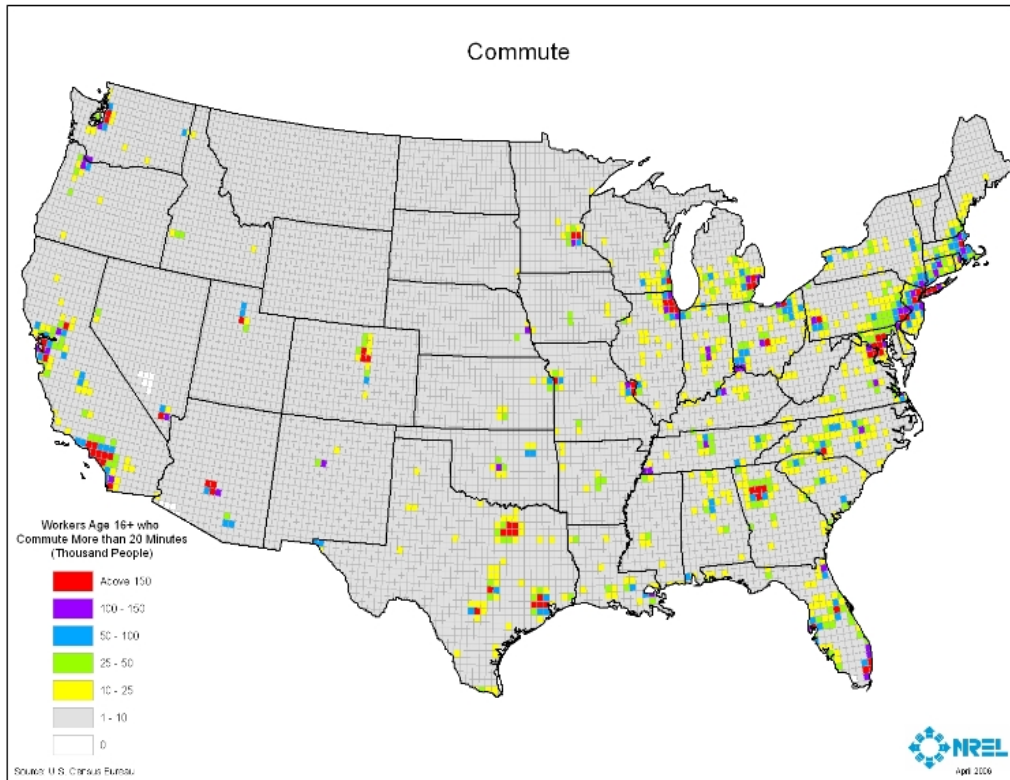 Commute
Workers Age 16+ who
Commute More than 20 Minutes
(Thousand People)
Above 150
100 - 150
50 - 100
25 - 50
10 - 25
1 - 10
0
Source: U.S. Census Bureau
NREL
April 2006